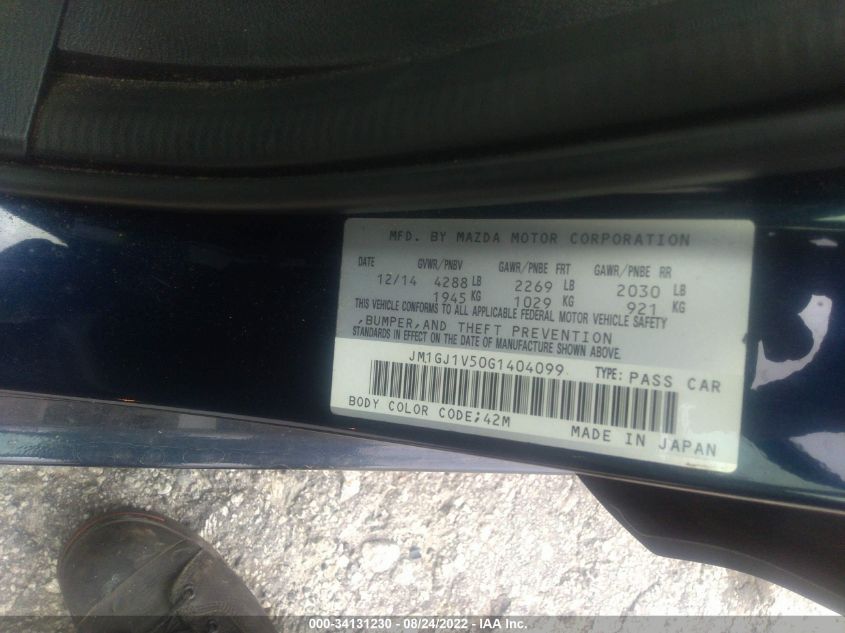 MFD. BY MAZDA MOTOR CORPORATION
DATE GVWR/PNBV GAWR/PNBE FRT GAWR/PNBE RR
12/14 4288 LB 2269 LB 2030 LB
1945 KG 1029 KG 921 KG
THIS VEHICLE CONFORMS TO ALL APPLICABLE FEDERAL MOTOR VEHICLE SAFETY
,BUMPER,AND THEFT PREVENTION
STANDARDS IN EFFECT ON THE DATE OF MANUFACTURE SHOWN ABOVE.
JM1GJ1V50G1404099 TYPE: PASS CAR
BODY COLOR CODE;42M
MADE IN JAPAN
000-34131230 - 08/24/2022 - Copyright © IAA, Inc.